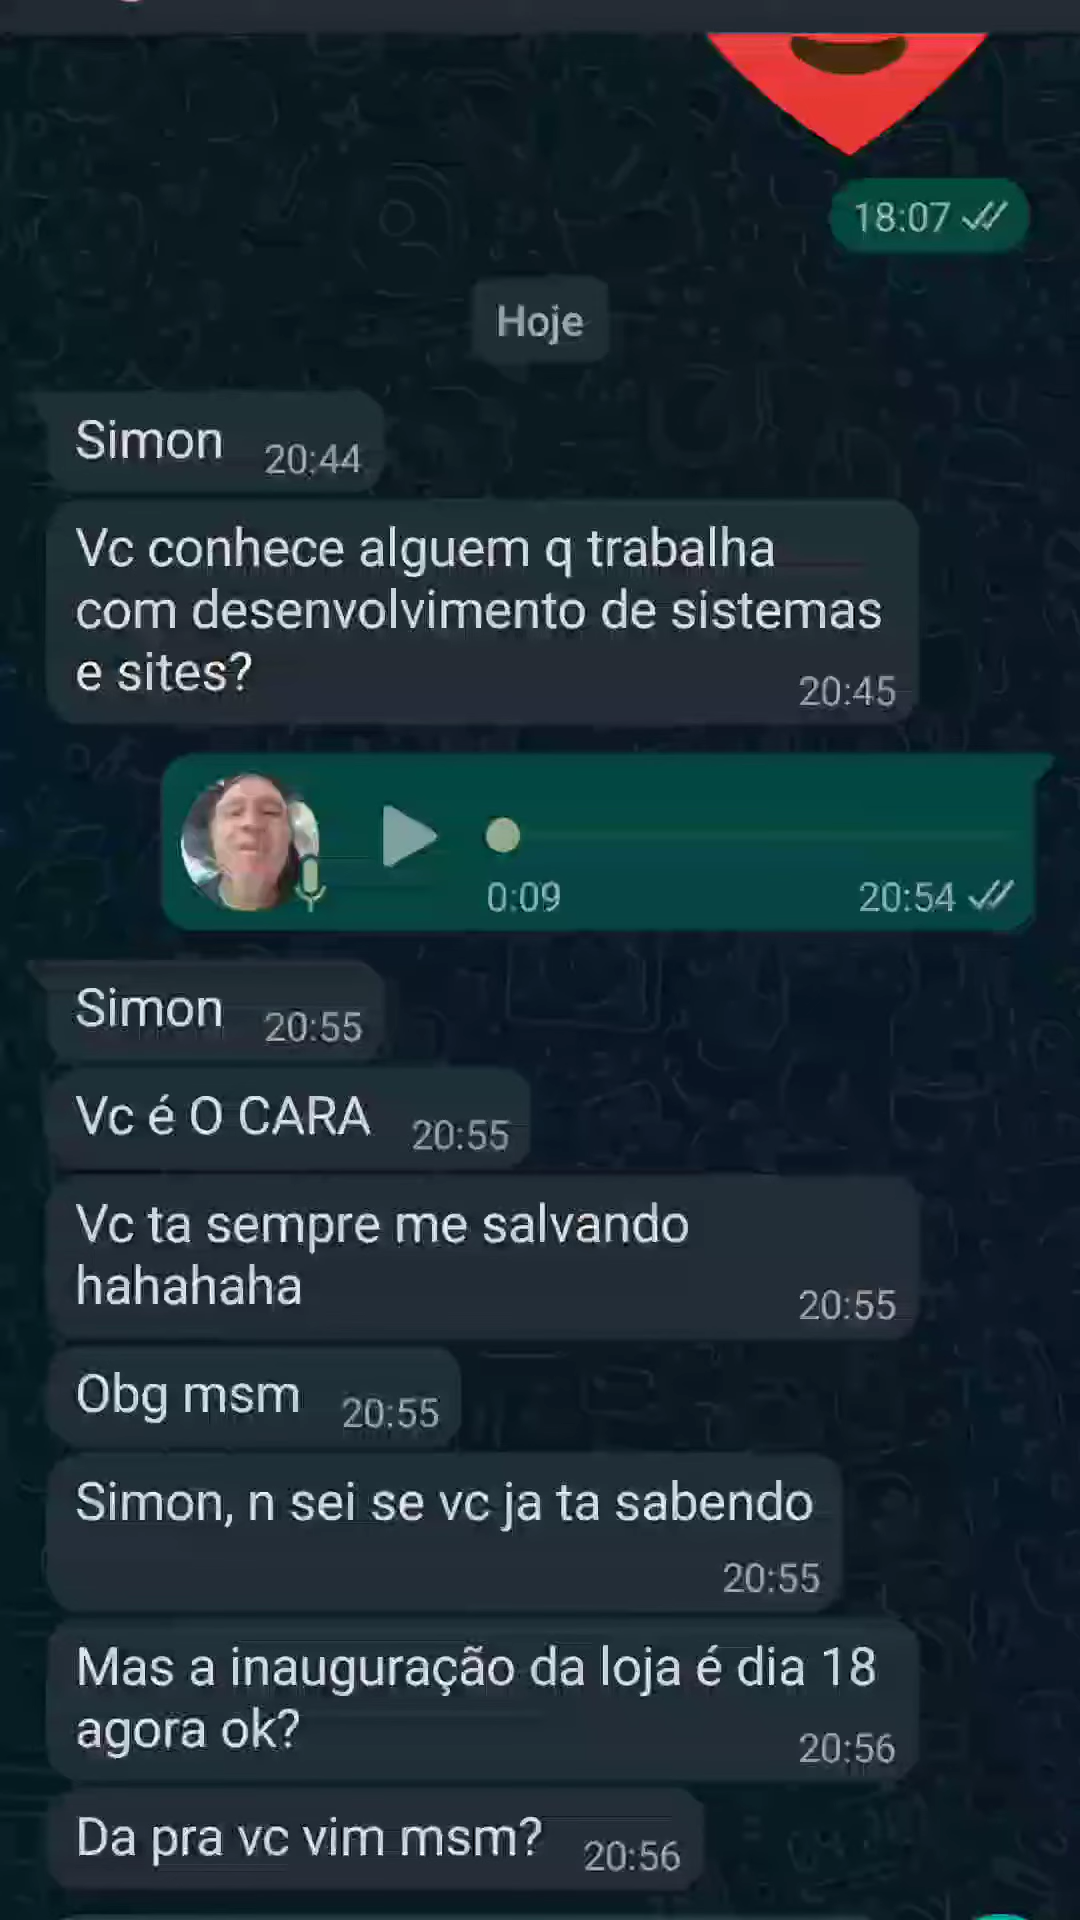 18:07
Hoje
Simon 20:44
Vc conhece alguem q trabalha
com desenvolvimento de sistemas
e sites?
20:45
0:09 20:54
Simon 20:55
Vc é O CARA 20:55
Vc ta sempre me salvando
hahahaha
20:55
Obg msm 20:55
Simon, n sei se vc ja ta sabendo
20:55
Mas a inauguração da loja é dia 18
agora ok?
20:56
Da pra vc vim msm? 20:56